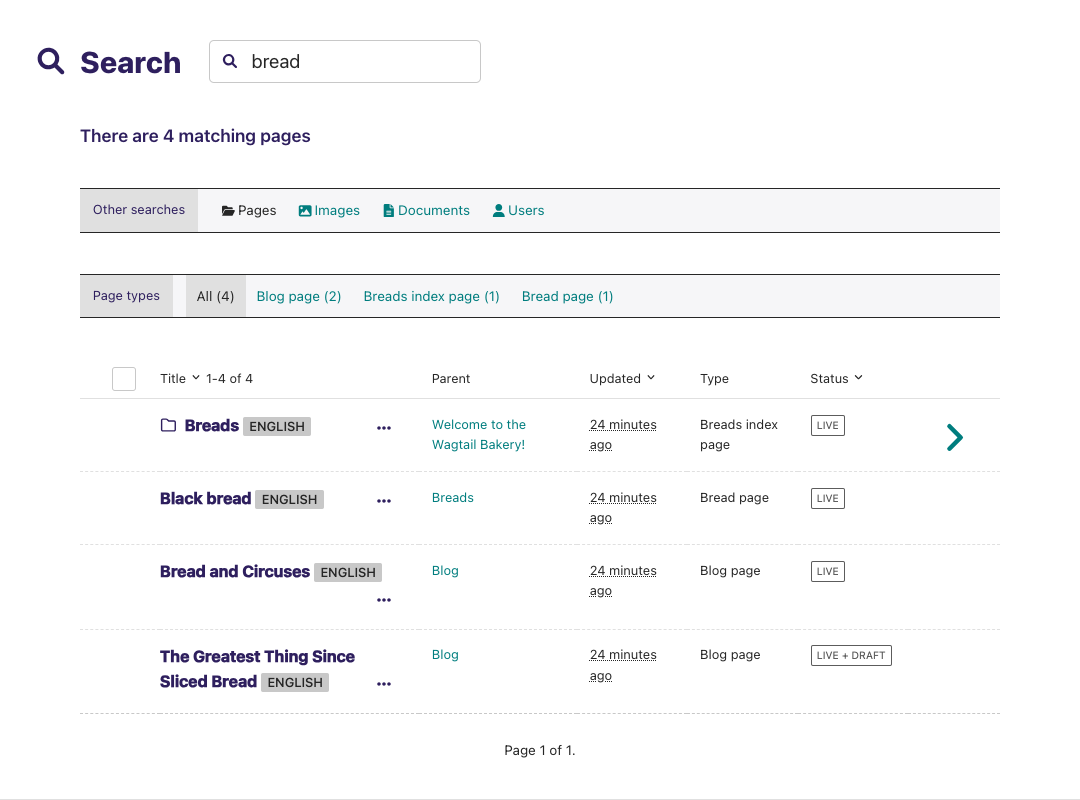 Search bread
There are 4 matching pages
Other searches Pages Images Documents Users
Page types All (4) Blog page (2) Breads index page (1) Bread page (1)
Title 1-4 of 4 Parent Updated Type Status
Breads ENGLISH ••• Welcome to the 24 minutes Breads index LIVE
Wagtail Bakery! ago page
Black bread ENGLISH ••• Breads 24 minutes Bread page LIVE
ago
Bread and Circuses ENGLISH Blog 24 minutes Blog page LIVE
••• ago
The Greatest Thing Since Blog 24 minutes Blog page LIVE + DRAFT
Sliced Bread ENGLISH ••• ago
Page 1 of 1.